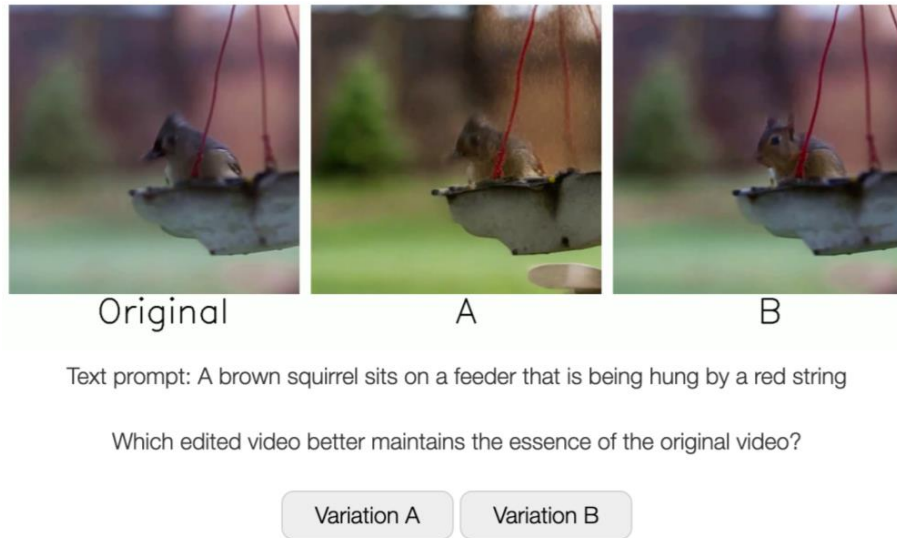 Original A B
Text prompt: A brown squirrel sits on a feeder that is being hung by a red string
Which edited video better maintains the essence of the original video?
Variation A Variation B